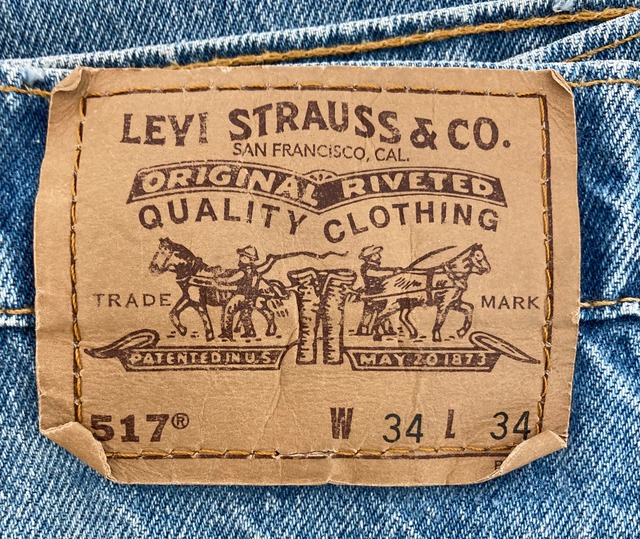 LEVI STRAUSS & CO.
SAN FRANCISCO, CAL.
ORIGINAL RIVETED
QUALITY CLOTHING
TRADE MARK
PATENTED IN U.S. MAY 20 1873
517® W 34 L 34